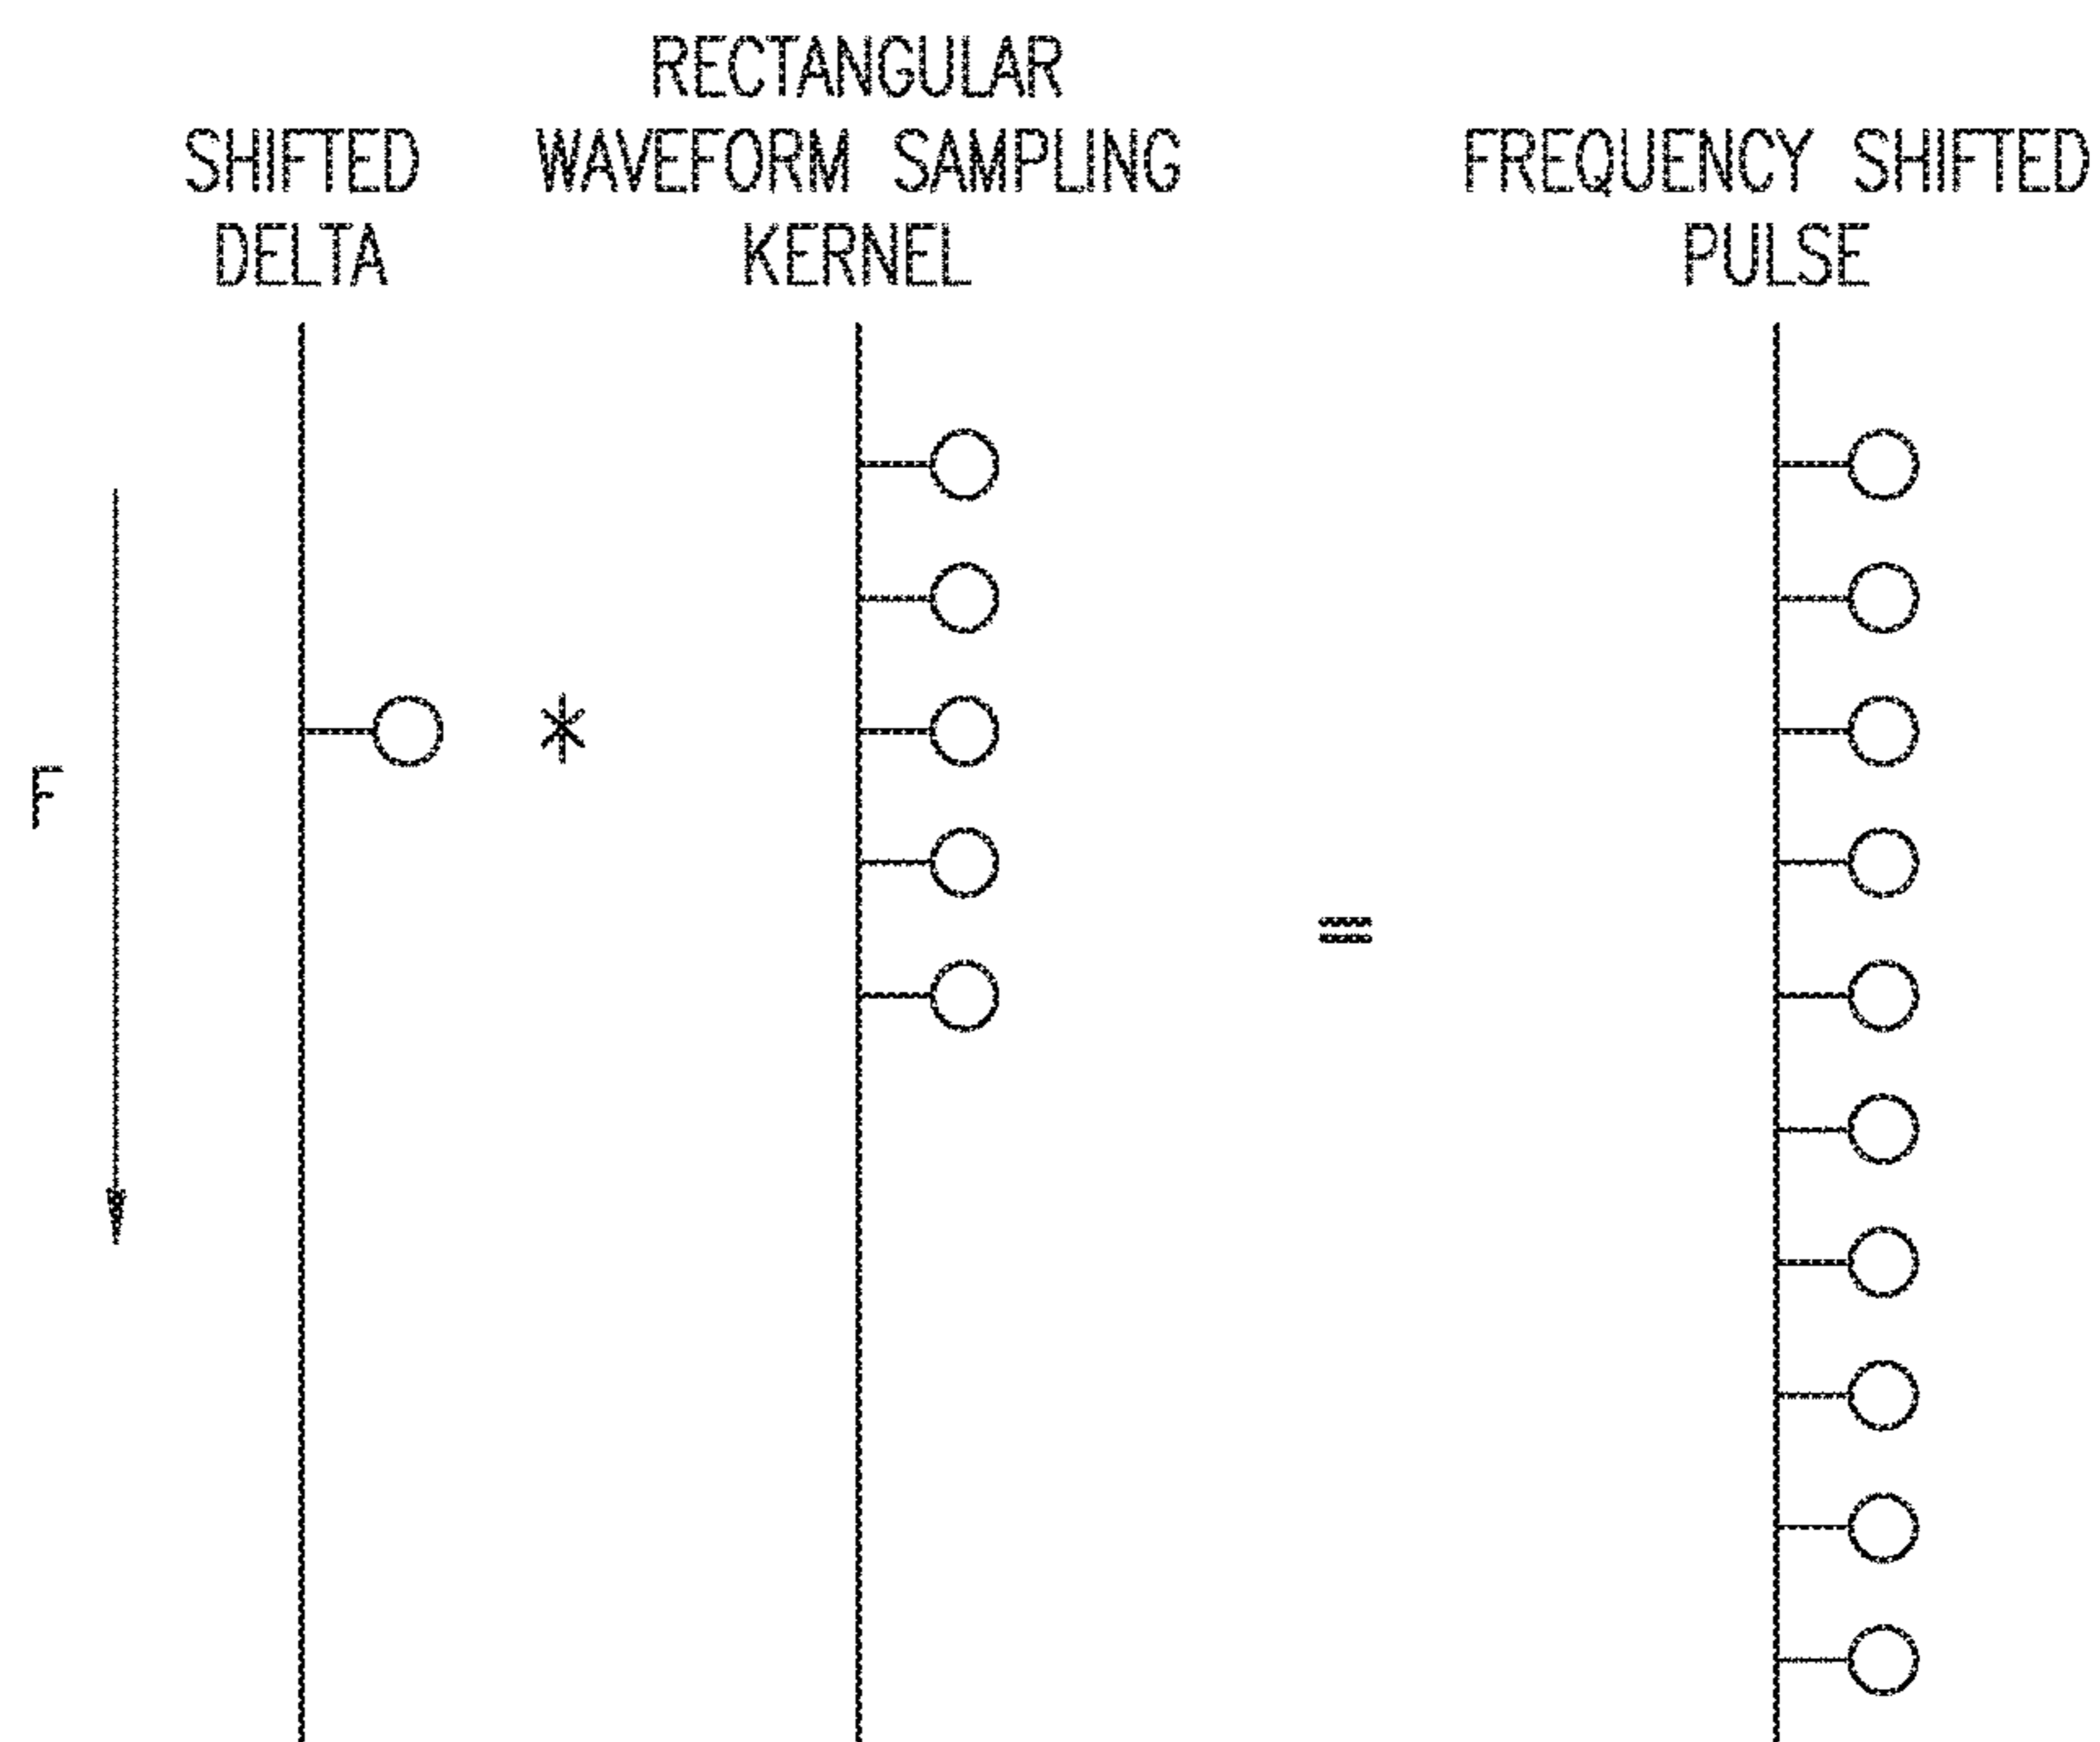 SHIFTED
DELTA
RECTANGULAR
WAVEFORM SAMPLING
KERNEL
FREQUENCY SHIFTED
PULSE
F
*
=